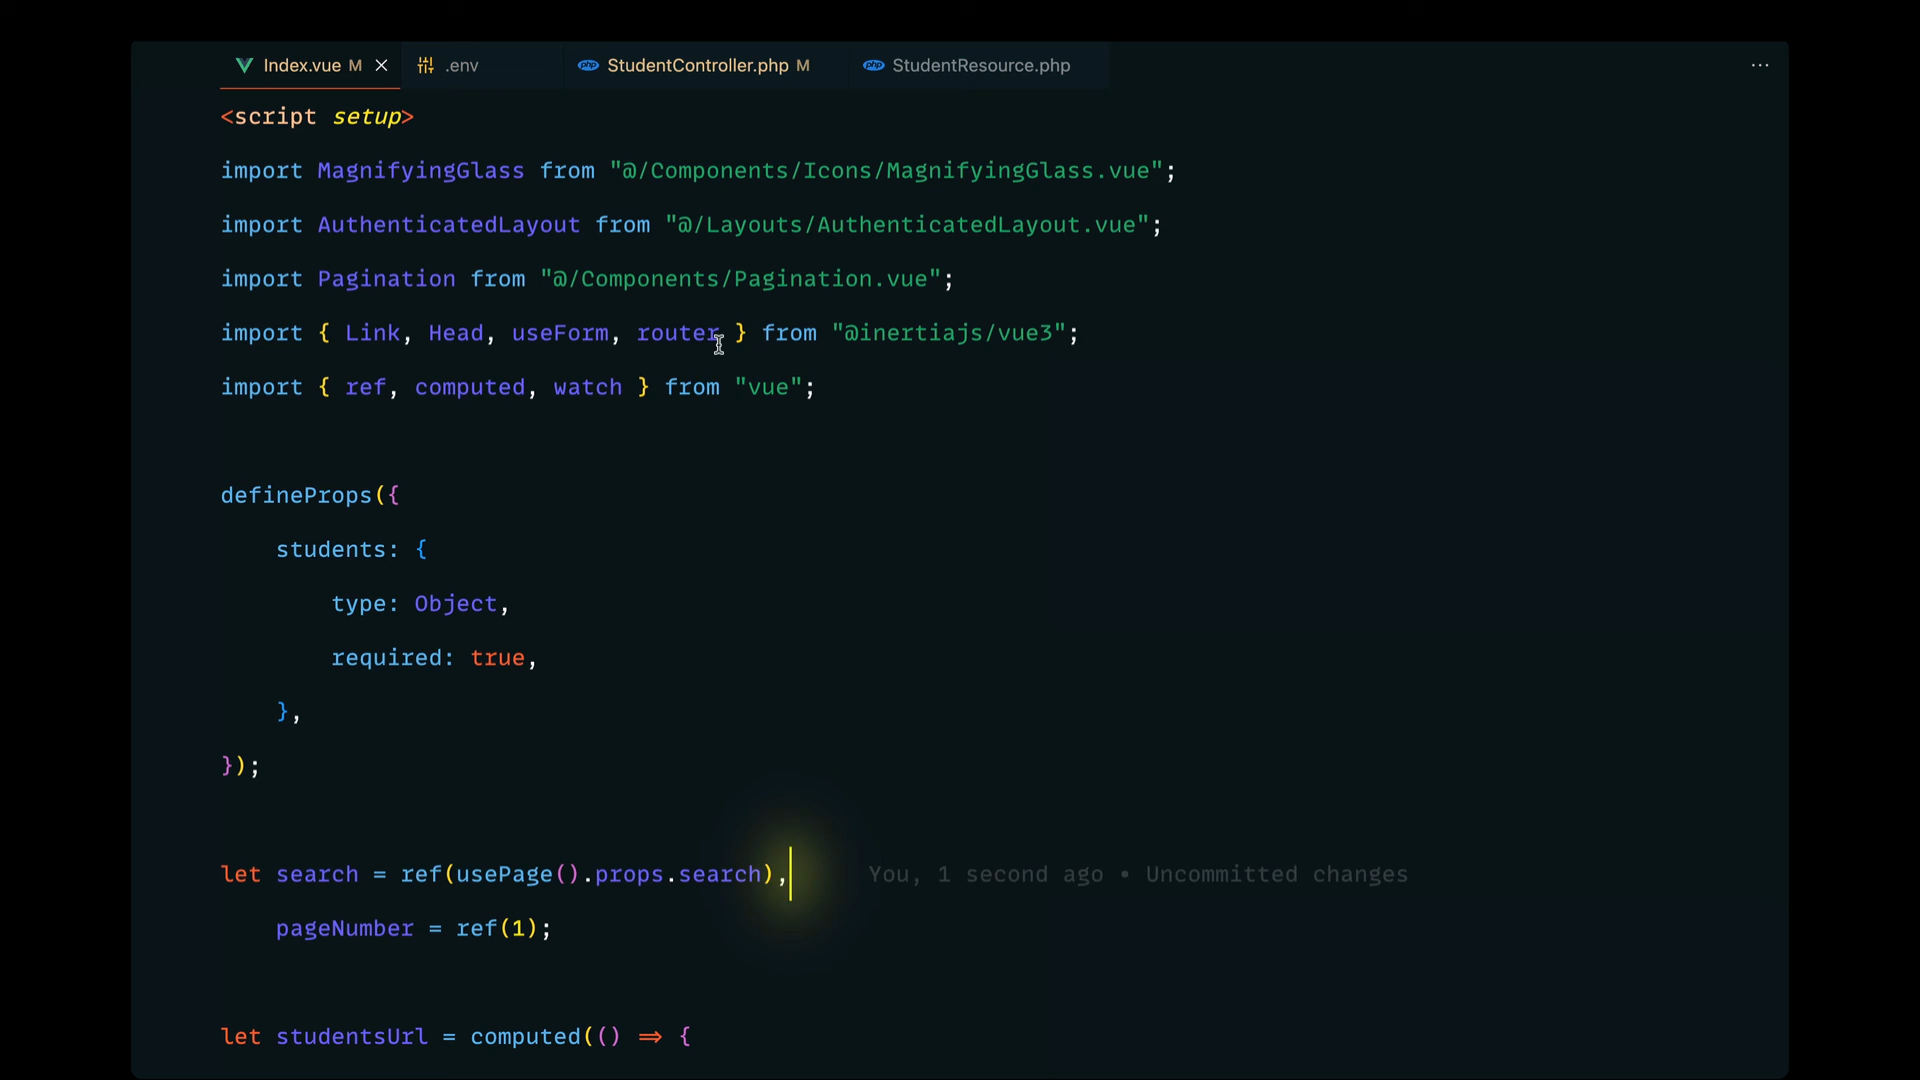 Index.vue M .env StudentController.php M StudentResource.php ...
<script setup>
import MagnifyingGlass from "@/Components/Icons/MagnifyingGlass.vue";
import AuthenticatedLayout from "@/Layouts/AuthenticatedLayout.vue";
import Pagination from "@/Components/Pagination.vue";
import { Link, Head, useForm, router } from "@inertiajs/vue3";
import { ref, computed, watch } from "vue";
defineProps({
    students: {
        type: Object,
        required: true,
    },
});
let search = ref(usePage().props.search), You, 1 second ago • Uncommitted changes
    pageNumber = ref(1);
let studentsUrl = computed(() => {